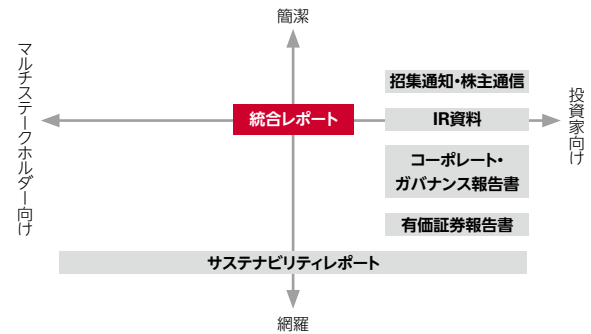 簡潔
マルチステークホルダー向け
投資家向け
招集通知・株主通信
統合レポート
IR資料
コーポレート・
ガバナンス報告書
有価証券報告書
サステナビリティレポート
網羅